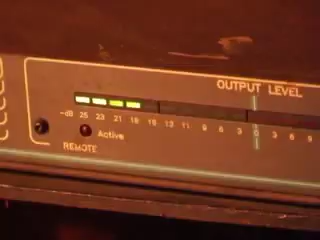 OUTPUT LEVEL
-dB 25 23 21 18 15 13 11 9 6 3 0 3 6 9
Active
REMOTE